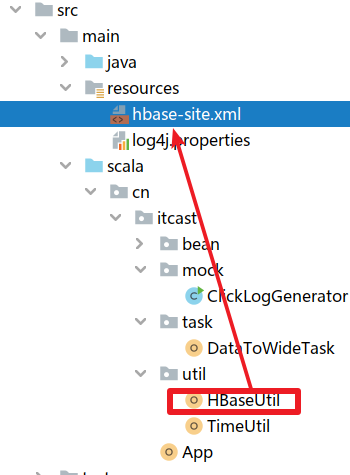 src
main
java
resources
hbase-site.xml
log4j.properties
scala
cn
itcast
bean
mock
ClickLogGenerator
task
DataToWideTask
util
HBaseUtil
TimeUtil
App